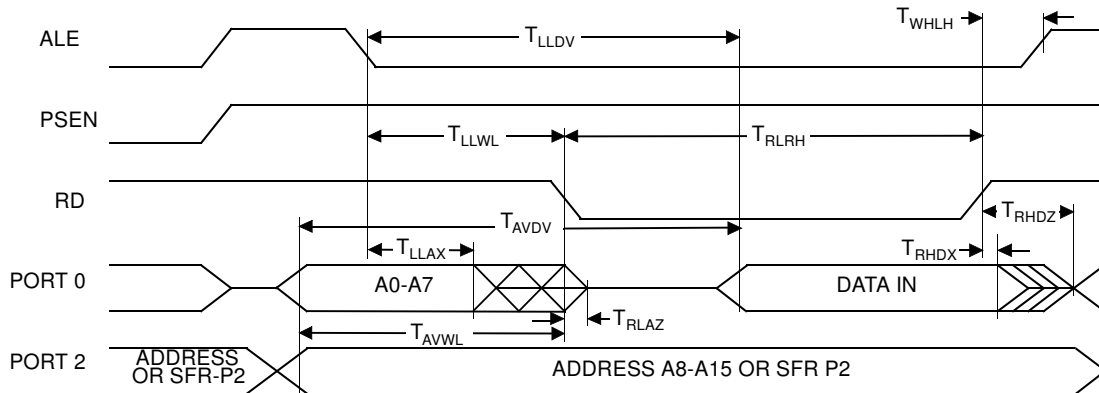 T_WHLH
ALE
T_LLDV
PSEN
T_LLWL
T_RLRH
RD
T_AVDV
T_RHDZ
T_LLAX
T_RHDX
PORT 0
A0-A7
DATA IN
T_RLAZ
T_AVWL
PORT 2
ADDRESS
OR SFR-P2
ADDRESS A8-A15 OR SFR P2